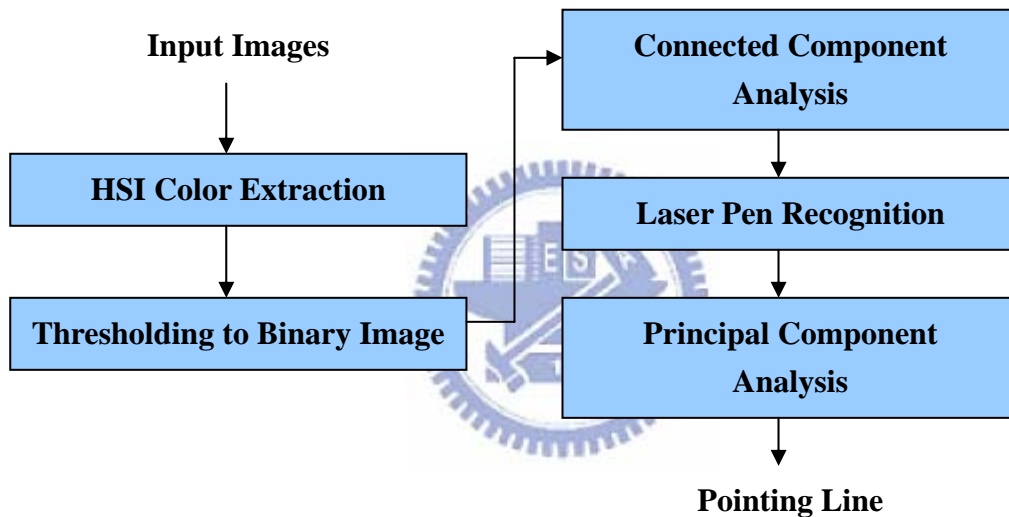 Input Images
HSI Color Extraction
Thresholding to Binary Image
Connected Component
Analysis
Laser Pen Recognition
Principal Component
Analysis
Pointing Line
E S A